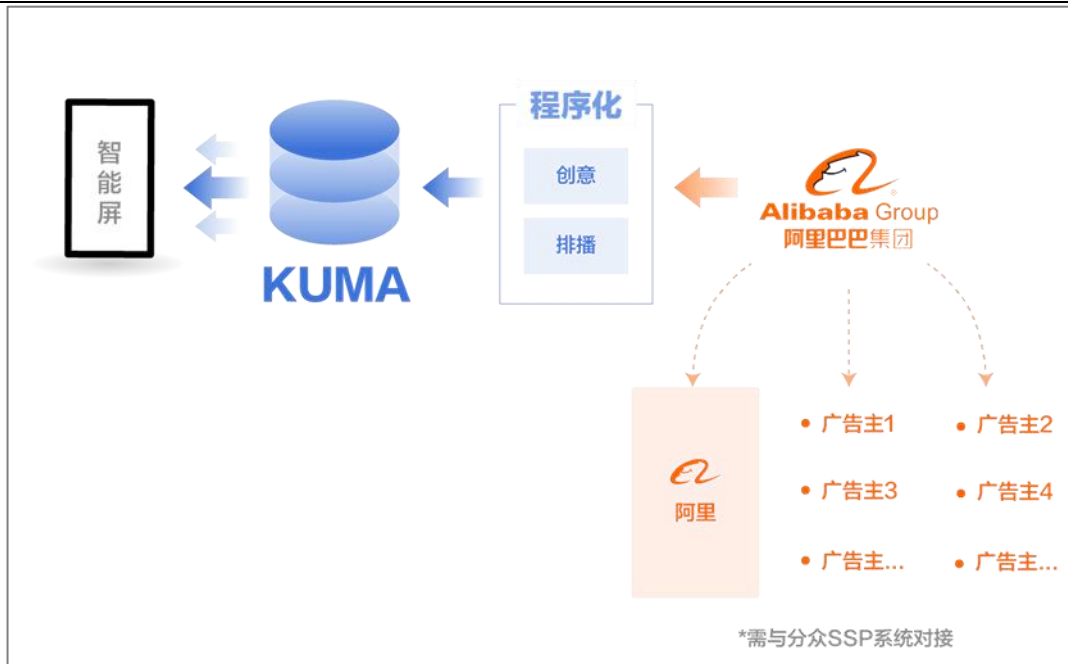 智
能
屏
KUMA
程序化
创意
排播
Alibaba Group
阿里巴巴集团
阿里
• 广告主1
• 广告主2
• 广告主3
• 广告主4
• 广告主...
• 广告主...
*需与分众SSP系统对接